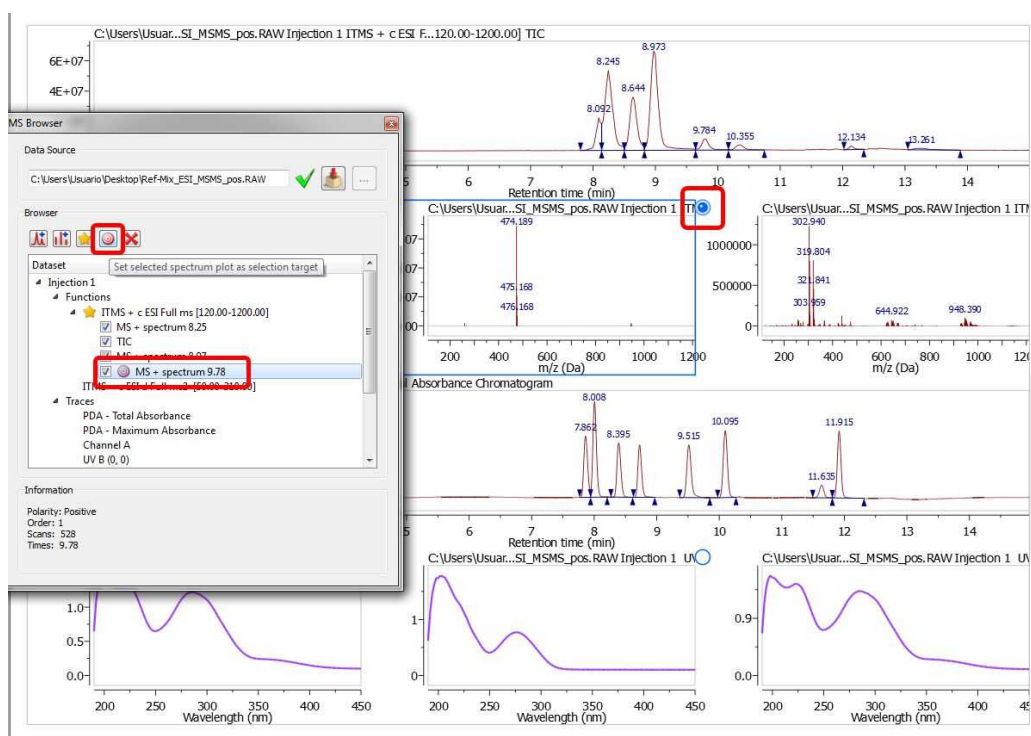 C:\Users\Usuar...SI_MSMS_pos.RAW Injection 1 ITMS + c ESI F...120.00-1200.00] TIC
6E+07
4E+07
8.092
8.245
8.644
8.973
9.784
10.355
12.134
13.261
5 6 7 8 9 10 11 12 13 14
Retention time (min)
MS Browser
Data Source
C:\Users\Usuario\Desktop\Ref-Mix_ESI_MSMS_pos.RAW
...
Browser
Dataset
Set selected spectrum plot as selection target
Injection 1
Functions
ITMS + c ESI Full ms [120.00-1200.00]
MS + spectrum 8.25
TIC
MS + spectrum 8.97
MS + spectrum 9.78
Traces
PDA - Total Absorbance
PDA - Maximum Absorbance
Channel A
UV B (0, 0)
Information
Polarity: Positive
Order: 1
Scans: 528
Times: 9.78
C:\Users\Usuar...SI_MSMS_pos.RAW Injection 1 IT
07
07
00
474.189
475.168
476.168
200 400 600 800 1000 1200
m/z (Da)
C:\Users\Usuar...SI_MSMS_pos.RAW Injection 1 ITI
1000000
500000
0
302.940
319.804
321.841
303.959
644.922
948.390
200 400 600 800 1000
m/z (Da)
Absorbance Chromatogram
7.862
8.008
8.395
9.515
10.095
11.635
11.915
5 6 7 8 9 10 11 12 13 14
Retention time (min)
1.0
0.5
0.0
200 250 300 350 400 450
Wavelength (nm)
C:\Users\Usuar...SI_MSMS_pos.RAW Injection 1 U
1
0
200 250 300 350 400 450
Wavelength (nm)
C:\Users\Usuar...SI_MSMS_pos.RAW Injection 1 U
0.9
0.0
200 250 300 350 400 450
Wavelength (nm)